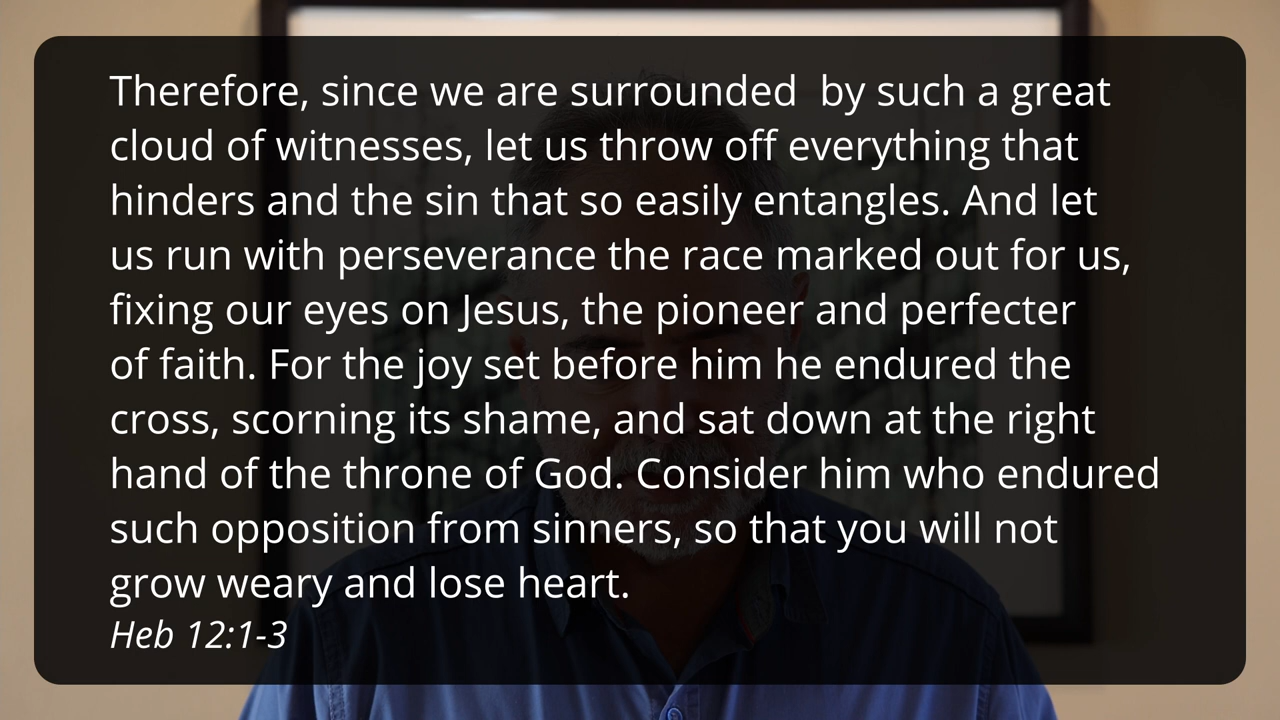 Therefore, since we are surrounded  by such a great
cloud of witnesses, let us throw off everything that
hinders and the sin that so easily entangles. And let
us run with perseverance the race marked out for us,
fixing our eyes on Jesus, the pioneer and perfecter
of faith. For the joy set before him he endured the
cross, scorning its shame, and sat down at the right
hand of the throne of God. Consider him who endured
such opposition from sinners, so that you will not
grow weary and lose heart.
Heb 12:1-3